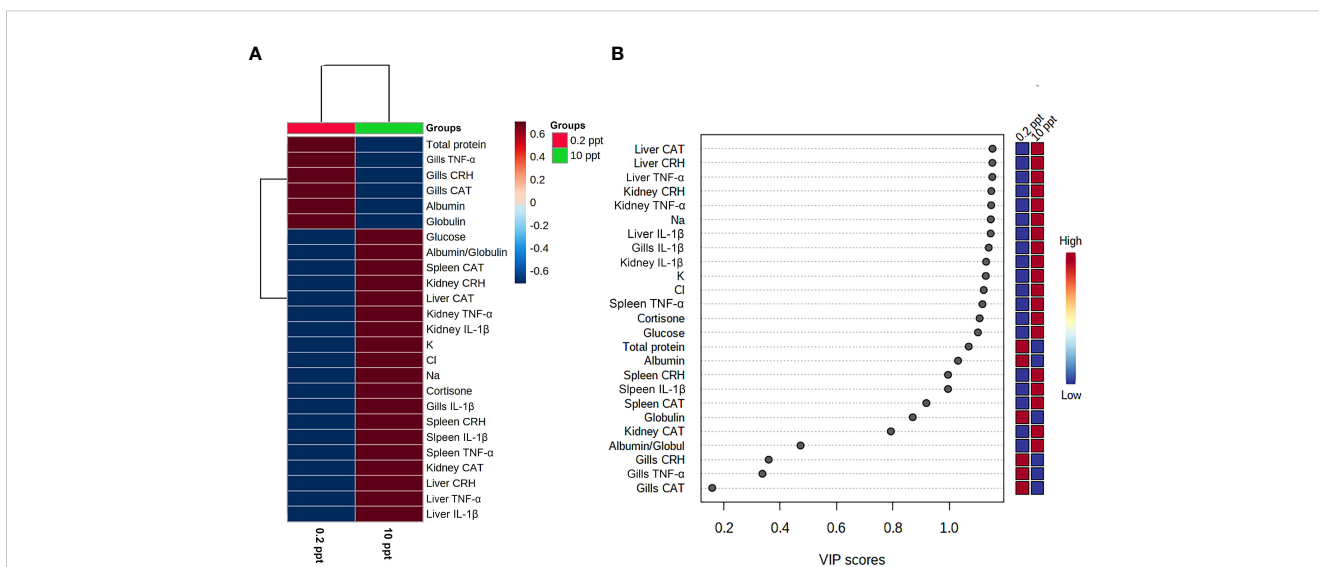 A
B
Groups
Total protein
Gills TNF-α
Gills CRH
Gills CAT
Albumin
Globulin
Glucose
Albumin/Globulin
Spleen CAT
Kidney CRH
Liver CAT
Kidney TNF-α
Kidney IL-1β
K
Cl
Na
Cortisone
Gills IL-1β
Spleen CRH
Slpeen IL-1β
Spleen TNF-α
Kidney CAT
Liver CRH
Liver TNF-α
Liver IL-1β
0.2 ppt
10 ppt
0.6
0.4
0.2
0
-0.2
-0.4
-0.6
Groups
0.2 ppt
10 ppt
0.2 ppt
10 ppt
Liver CAT
Liver CRH
Liver TNF-α
Kidney CRH
Kidney TNF-α
Na
Liver IL-1β
Gills IL-1β
Kidney IL-1β
K
Cl
Spleen TNF-α
Cortisone
Glucose
Total protein
Albumin
Spleen CRH
Slpeen IL-1β
Spleen CAT
Globulin
Kidney CAT
Albumin/Globul
Gills CRH
Gills TNF-α
Gills CAT
0.2 0.4 0.6 0.8 1.0
VIP scores
High
Low